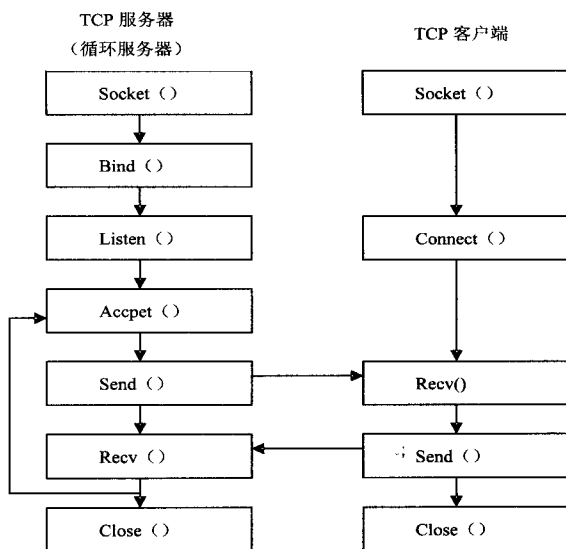 TCP 服务器
（循环服务器）
Socket（）
Bind（）
Listen（）
Accpet（）
Send（）
Recv（）
Close（）
TCP 客户端
Socket（）
Connect（）
Recv()
Send（）
Close（）